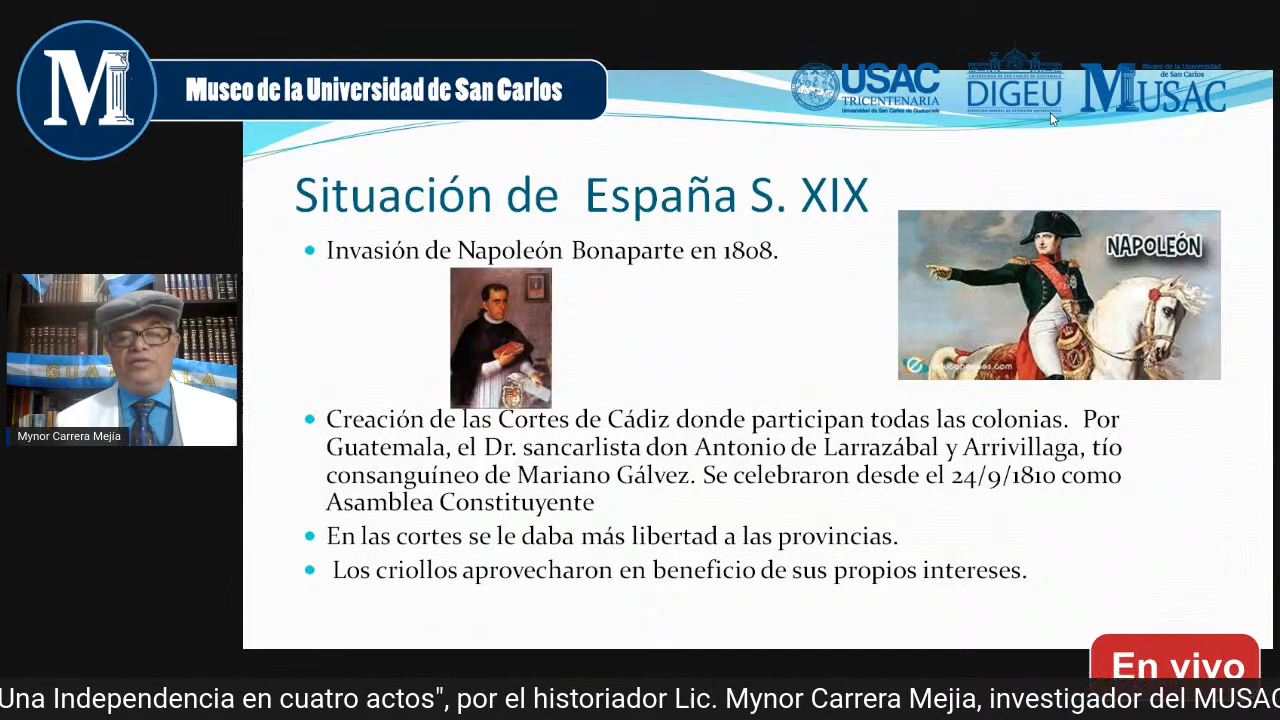 M
Museo de la Universidad de San Carlos
USAC
TRICENTENARIA
Universidad de San Carlos de Guatemala
DIGEU
Museo de la Universidad
de San Carlos
MUSAC
Situación de España S. XIX
Invasión de Napoleón Bonaparte en 1808.
NAPOLEÓN
GUATEMALA
Mynor Carrera Mejía
Creación de las Cortes de Cádiz donde participan todas las colonias. Por
Guatemala, el Dr. sancarlista don Antonio de Larrazábal y Arrivillaga, tío
consanguíneo de Mariano Gálvez. Se celebraron desde el 24/9/1810 como
Asamblea Constituyente
En las cortes se le daba más libertad a las provincias.
Los criollos aprovecharon en beneficio de sus propios intereses.
En vivo
Una Independencia en cuatro actos", por el historiador Lic. Mynor Carrera Mejia, investigador del MUSAC